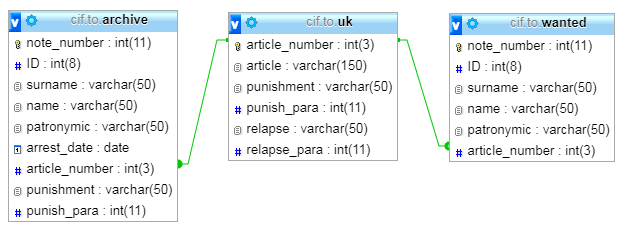 v cif.to.archive
note_number : int(11)
# ID : int(8)
surname : varchar(50)
name : varchar(50)
patronymic : varchar(50)
arrest_date : date
# article_number : int(3)
punishment : varchar(50)
# punish_para : int(11)
v cif.to.uk
article_number : int(3)
article : varchar(150)
punishment : varchar(50)
# punish_para : int(11)
relapse : varchar(50)
# relapse_para : int(11)
v cif.to.wanted
note_number : int(11)
# ID : int(8)
surname : varchar(50)
name : varchar(50)
patronymic : varchar(50)
# article_number : int(3)